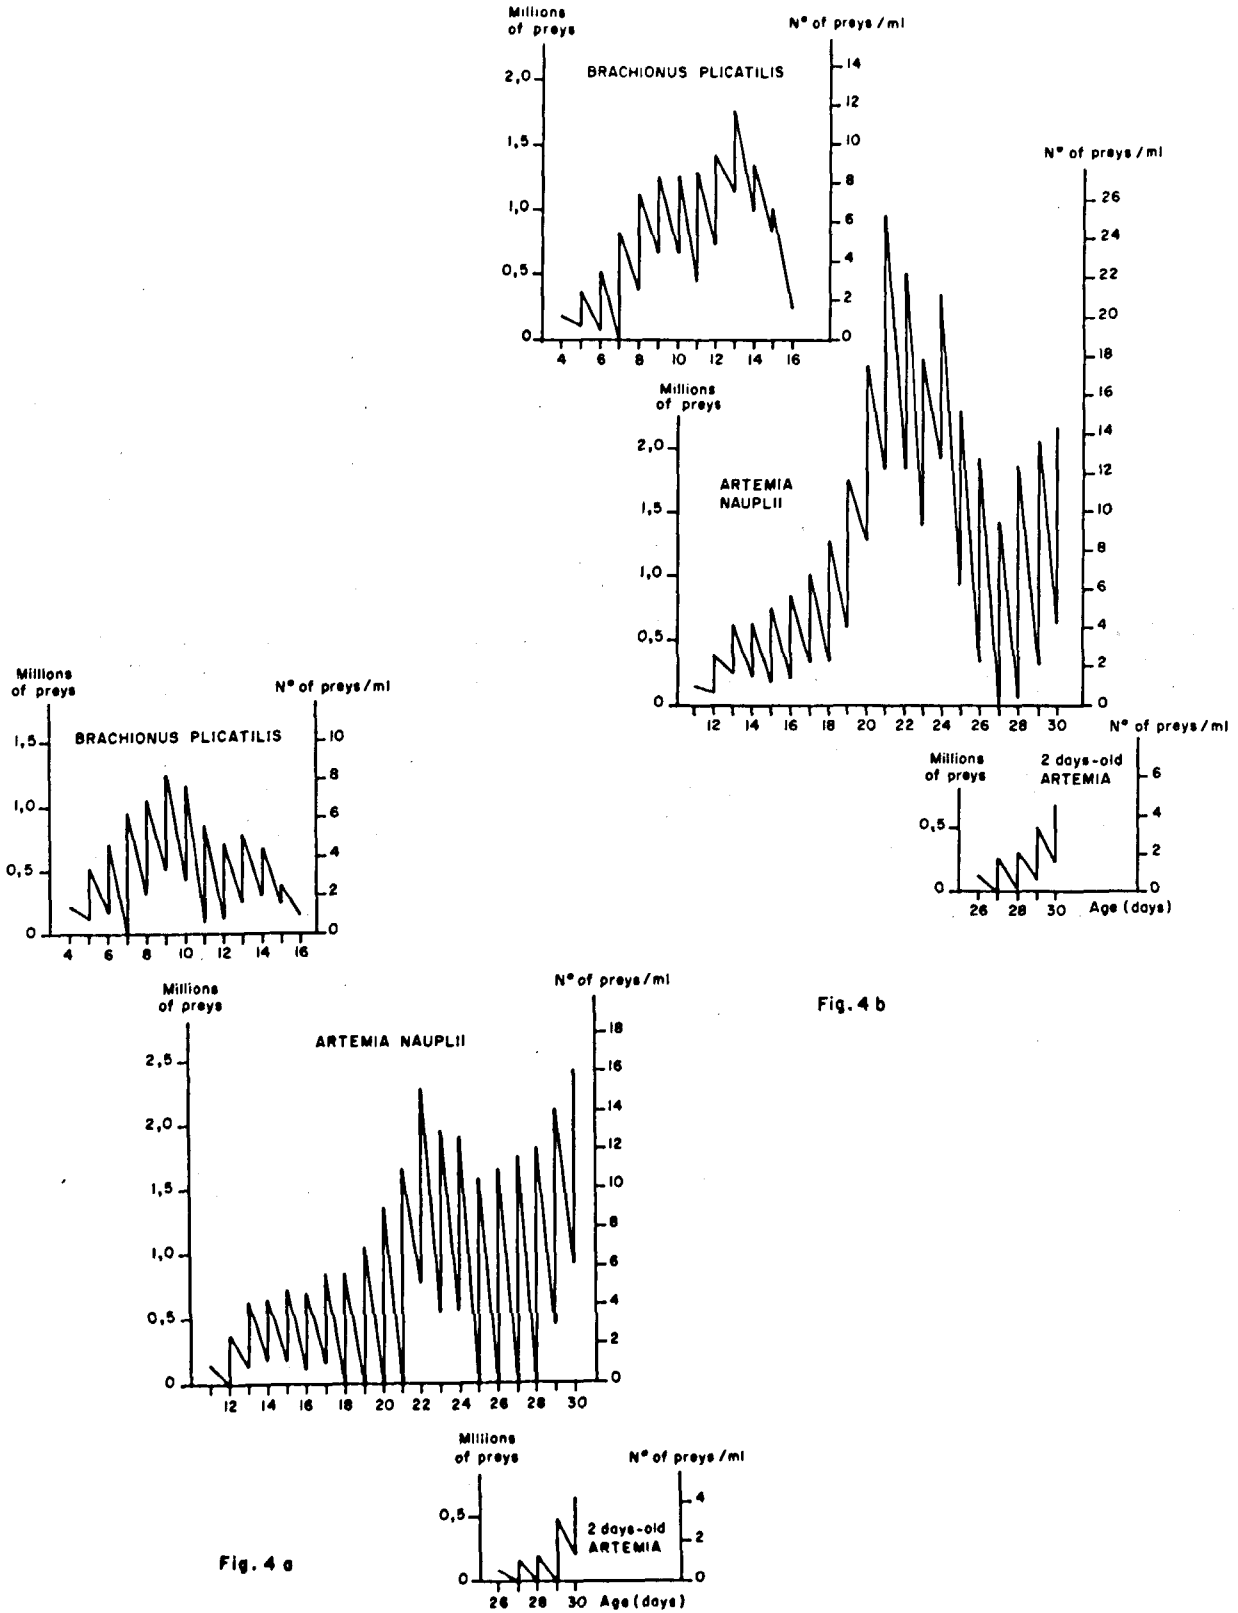 Millions
of preys
N° of preys/ml
BRACHIONUS PLICATILIS
2,0
1,5
1,0
0,5
0
14
12
10
8
6
4
2
0
4 6 8 10 12 14 16
Millions
of preys
N° of preys/ml
ARTEMIA
NAUPLII
2,0
1,5
1,0
0,5
0
26
24
22
20
18
16
14
12
10
8
6
4
2
0
12 14 16 18 20 22 24 26 28 30
Millions
of preys
N° of preys/ml
2 days-old
ARTEMIA
0,5
0
6
4
2
0
26 28 30 Age (days)
Fig. 4 b
Millions
of preys
N° of preys/ml
BRACHIONUS PLICATILIS
1,5
1,0
0,5
0
10
8
6
4
2
0
4 6 8 10 12 14 16
Millions
of preys
N° of preys/ml
ARTEMIA NAUPLII
2,5
2,0
1,5
1,0
0,5
0
18
16
14
12
10
8
6
4
2
0
12 14 16 18 20 22 24 26 28 30
Millions
of preys
N° of preys/ml
2 days-old
ARTEMIA
0,5
0
4
2
0
26 28 30 Age (days)
Fig. 4 a